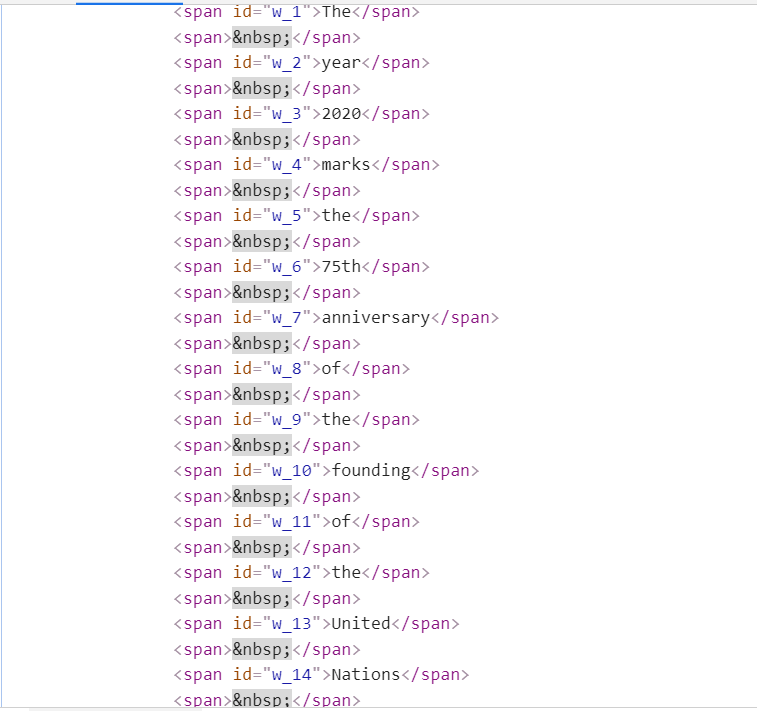 <span id="w_1">The</span>
<span>&nbsp;</span>
<span id="w_2">year</span>
<span>&nbsp;</span>
<span id="w_3">2020</span>
<span>&nbsp;</span>
<span id="w_4">marks</span>
<span>&nbsp;</span>
<span id="w_5">the</span>
<span>&nbsp;</span>
<span id="w_6">75th</span>
<span>&nbsp;</span>
<span id="w_7">anniversary</span>
<span>&nbsp;</span>
<span id="w_8">of</span>
<span>&nbsp;</span>
<span id="w_9">the</span>
<span>&nbsp;</span>
<span id="w_10">founding</span>
<span>&nbsp;</span>
<span id="w_11">of</span>
<span>&nbsp;</span>
<span id="w_12">the</span>
<span>&nbsp;</span>
<span id="w_13">United</span>
<span>&nbsp;</span>
<span id="w_14">Nations</span>
<span>&nbsp;</span>